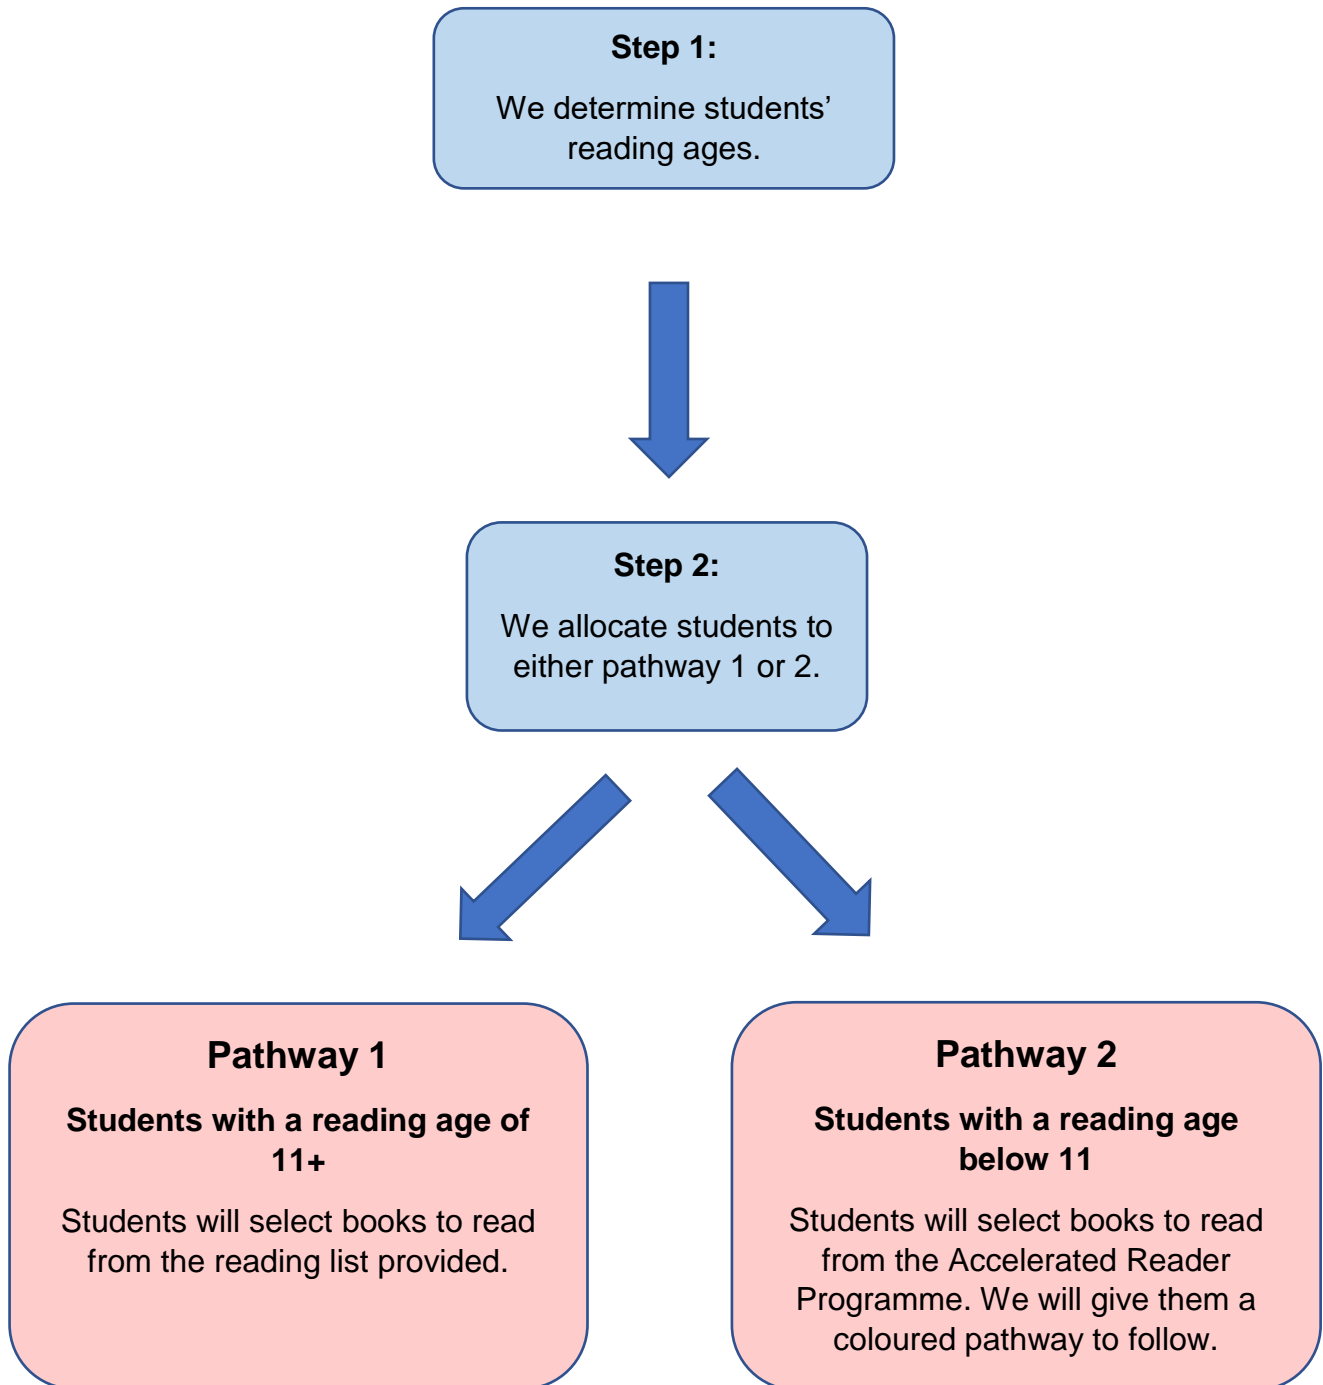 Step 1:
We determine students’
reading ages.
Step 2:
We allocate students to
either pathway 1 or 2.
Pathway 1
Students with a reading age of
11+
Students will select books to read
from the reading list provided.
Pathway 2
Students with a reading age
below 11
Students will select books to read
from the Accelerated Reader
Programme. We will give them a
coloured pathway to follow.